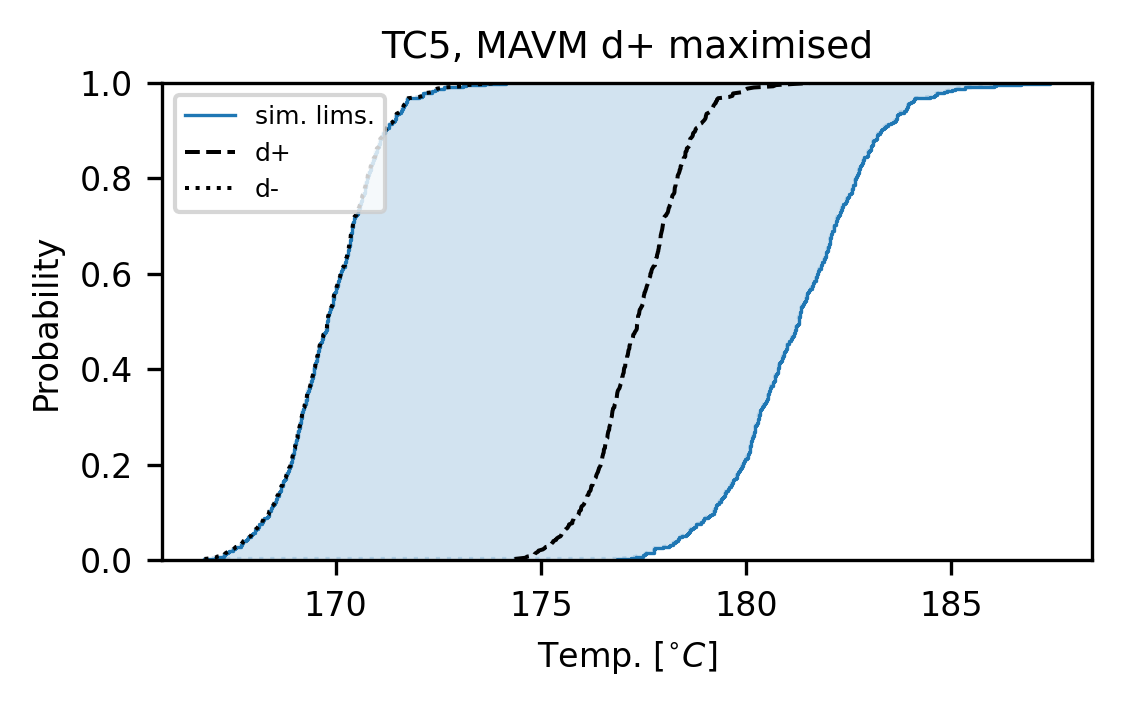 TC5, MAVM d+ maximised
1.0
0.8
0.6
0.4
0.2
0.0
Probability
sim. lims.
d+
d-
170 175 180 185
Temp. [°C]